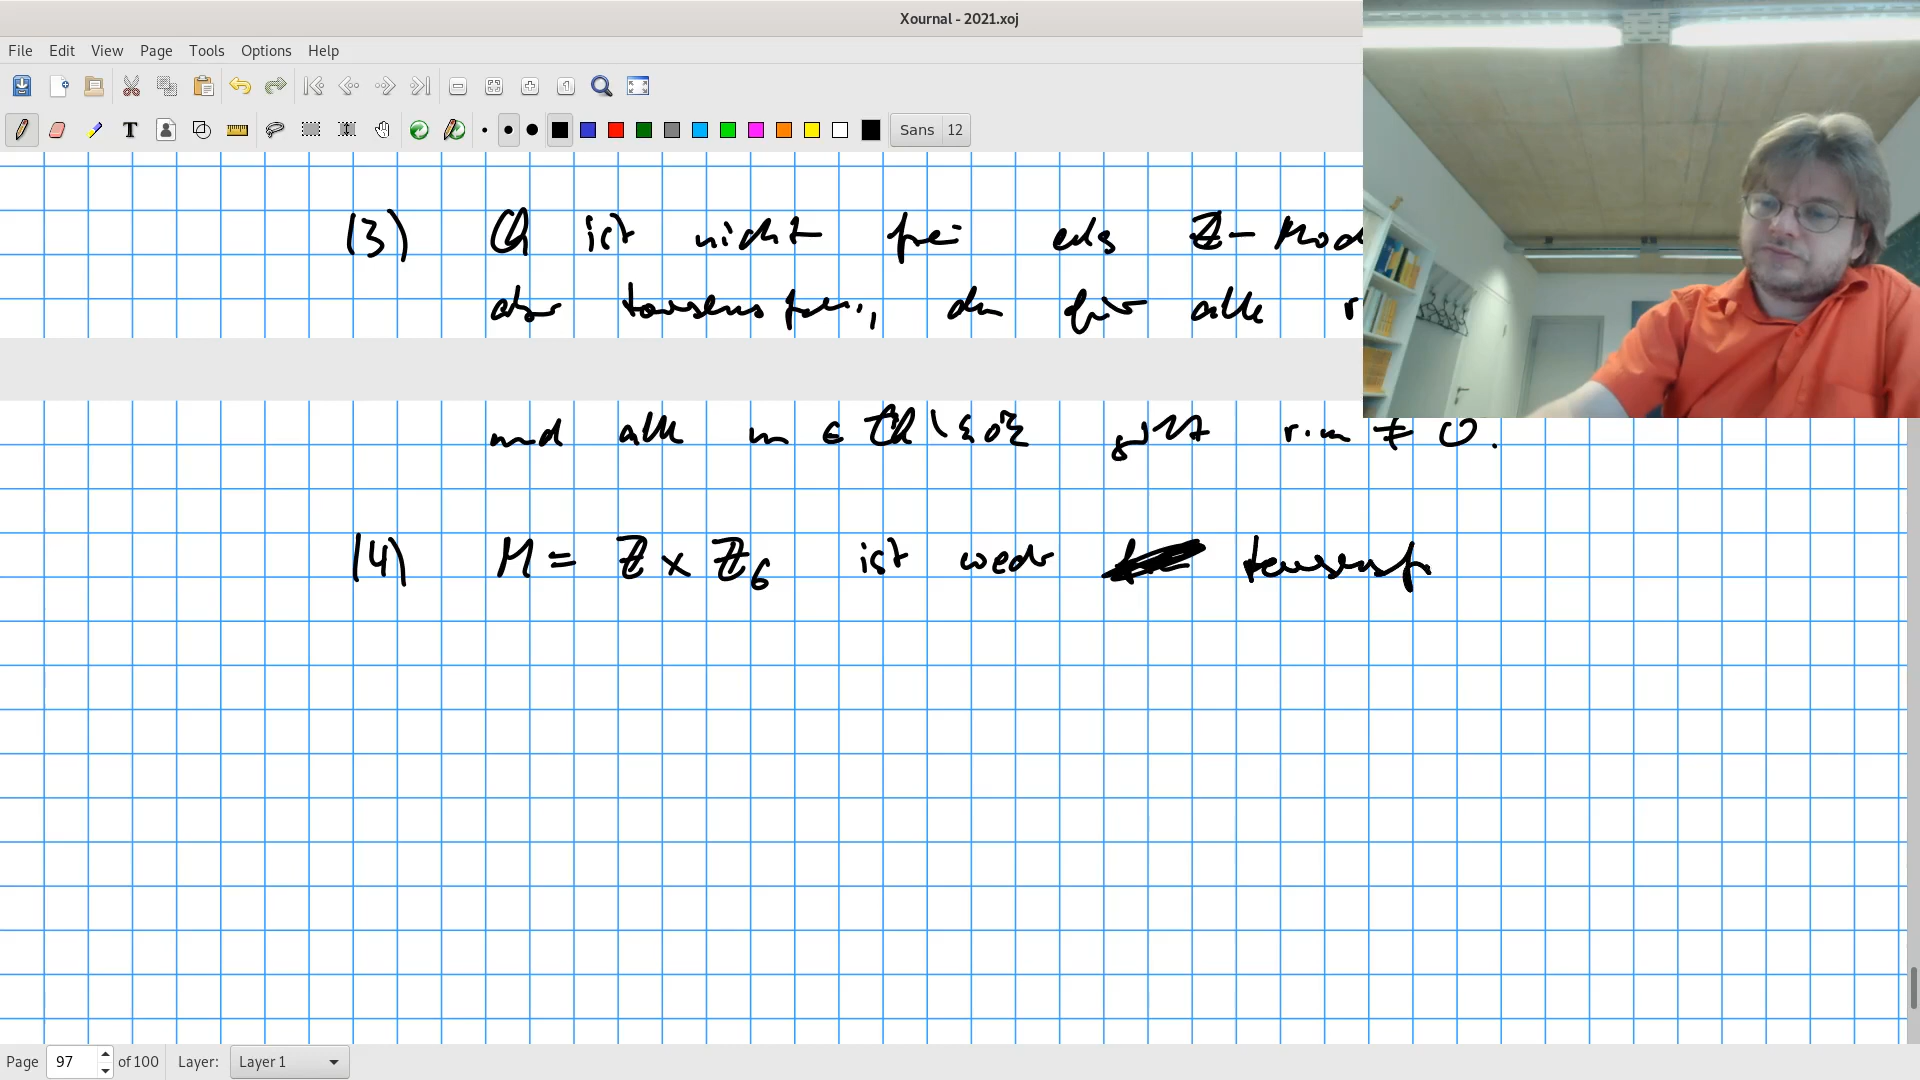 Xournal - 2021.xoj
File Edit View Page Tools Options Help
Sans 12
(3) ℚ ist nicht frei als ℤ-Mod
aber torsionsfrei, da für alle r
und alle m ∈ ℚ\{0} gilt r·m ≠ 0.
(4) M = ℤ × ℤ₆ ist weder torsionsfr
Page 97 of 100 Layer: Layer 1